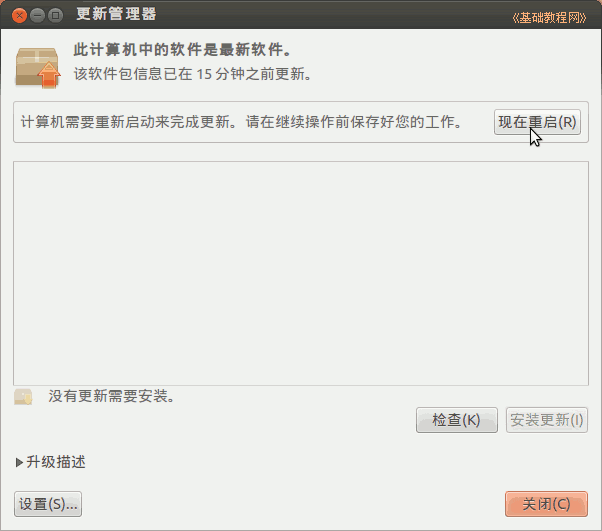 更新管理器
《基础教程网》
此计算机中的软件是最新软件。
该软件包信息已在 15 分钟之前更新。
计算机需要重新启动来完成更新。请在继续操作前保存好您的工作。
现在重启(R)
没有更新需要安装。
检查(K)
安装更新(I)
升级描述
设置(S)...
关闭(C)